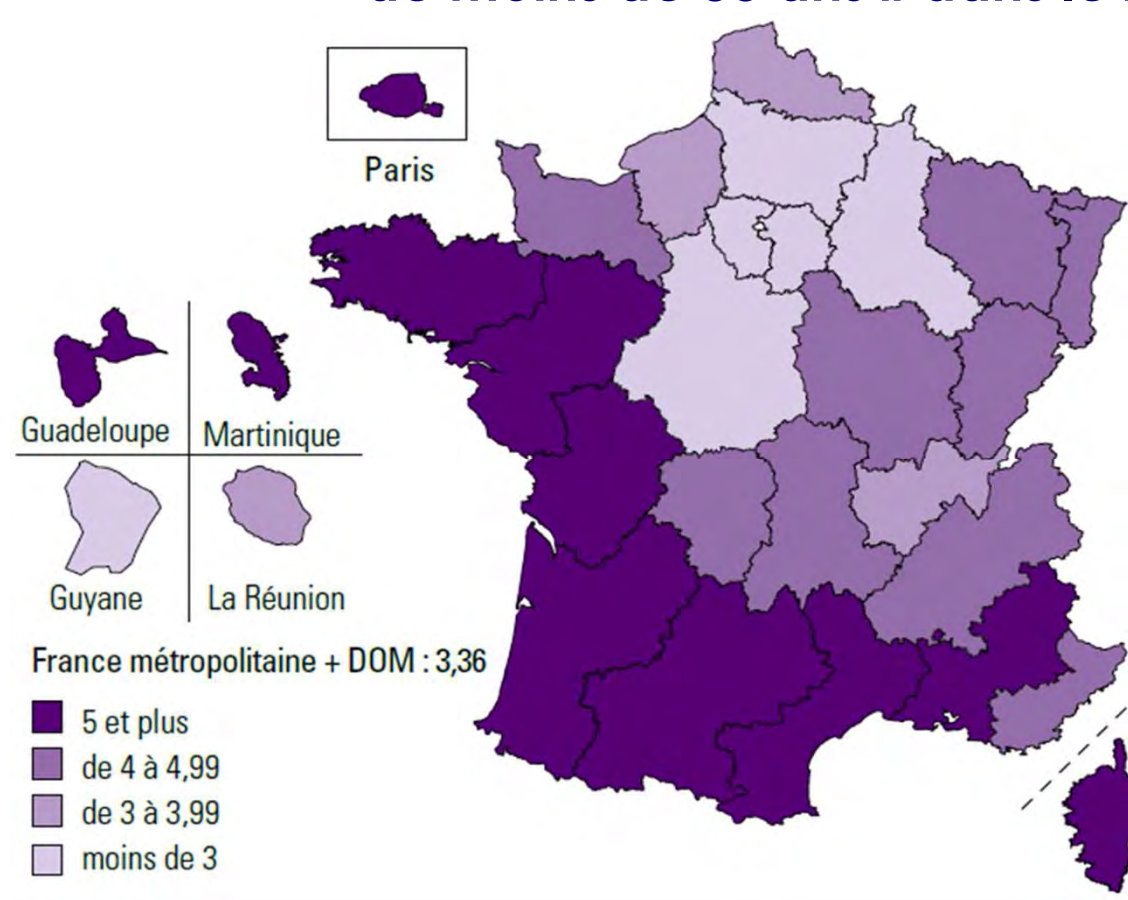 Paris
Guadeloupe
Martinique
Guyane
La Réunion
France métropolitaine + DOM : 3,36
5 et plus
de 4 à 4,99
de 3 à 3,99
moins de 3